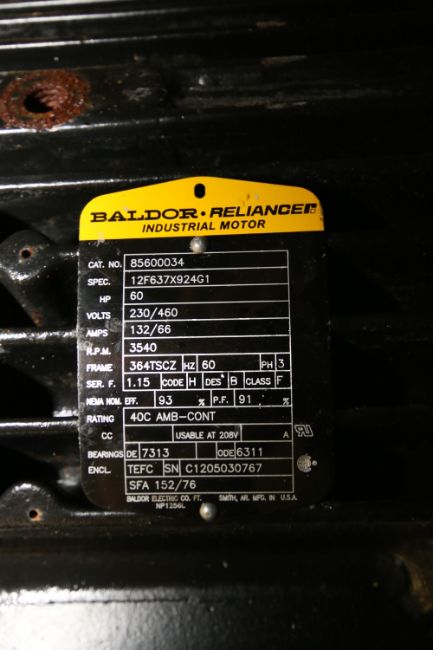 BALDOR • RELIANCE
INDUSTRIAL MOTOR
CAT. NO. 85600034
SPEC. 12F637X924G1
HP 60
VOLTS 230/460
AMPS 132/66
R.P.M. 3540
FRAME 364TSCZ HZ 60 PH 3
SER. F. 1.15 CODE H DES B CLASS F
NEMA NOM. EFF. 93 % P.F. 91 %
RATING 40C AMB-CONT
CC USABLE AT 208V A
BEARINGS DE 7313 ODE 6311
ENCL. TEFC SN C1205030767
SFA 152/76
BALDOR ELECTRIC CO. FT. SMITH, AR. MFD. IN U.S.A.
NP1256L